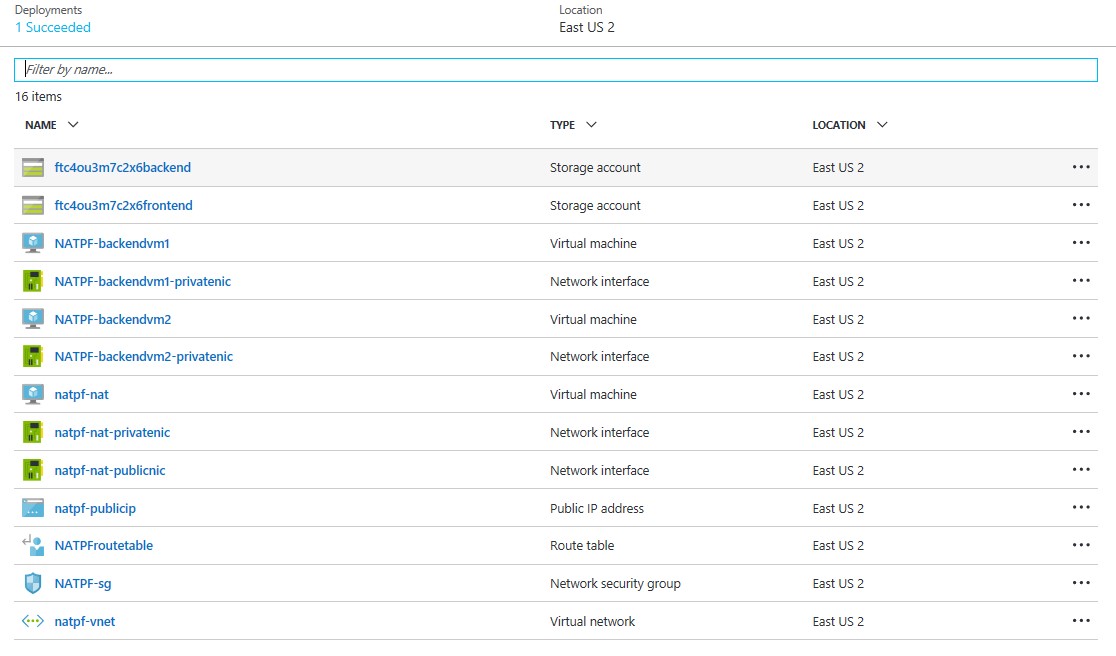 Deployments Location
1 Succeeded East US 2
Filter by name...
16 items
NAME TYPE LOCATION
ftc4ou3m7c2x6backend Storage account East US 2
ftc4ou3m7c2x6frontend Storage account East US 2
NATPF-backendvm1 Virtual machine East US 2
NATPF-backendvm1-privatenic Network interface East US 2
NATPF-backendvm2 Virtual machine East US 2
NATPF-backendvm2-privatenic Network interface East US 2
natpf-nat Virtual machine East US 2
natpf-nat-privatenic Network interface East US 2
natpf-nat-publicnic Network interface East US 2
natpf-publicip Public IP address East US 2
NATPFroutetable Route table East US 2
NATPF-sg Network security group East US 2
natpf-vnet Virtual network East US 2